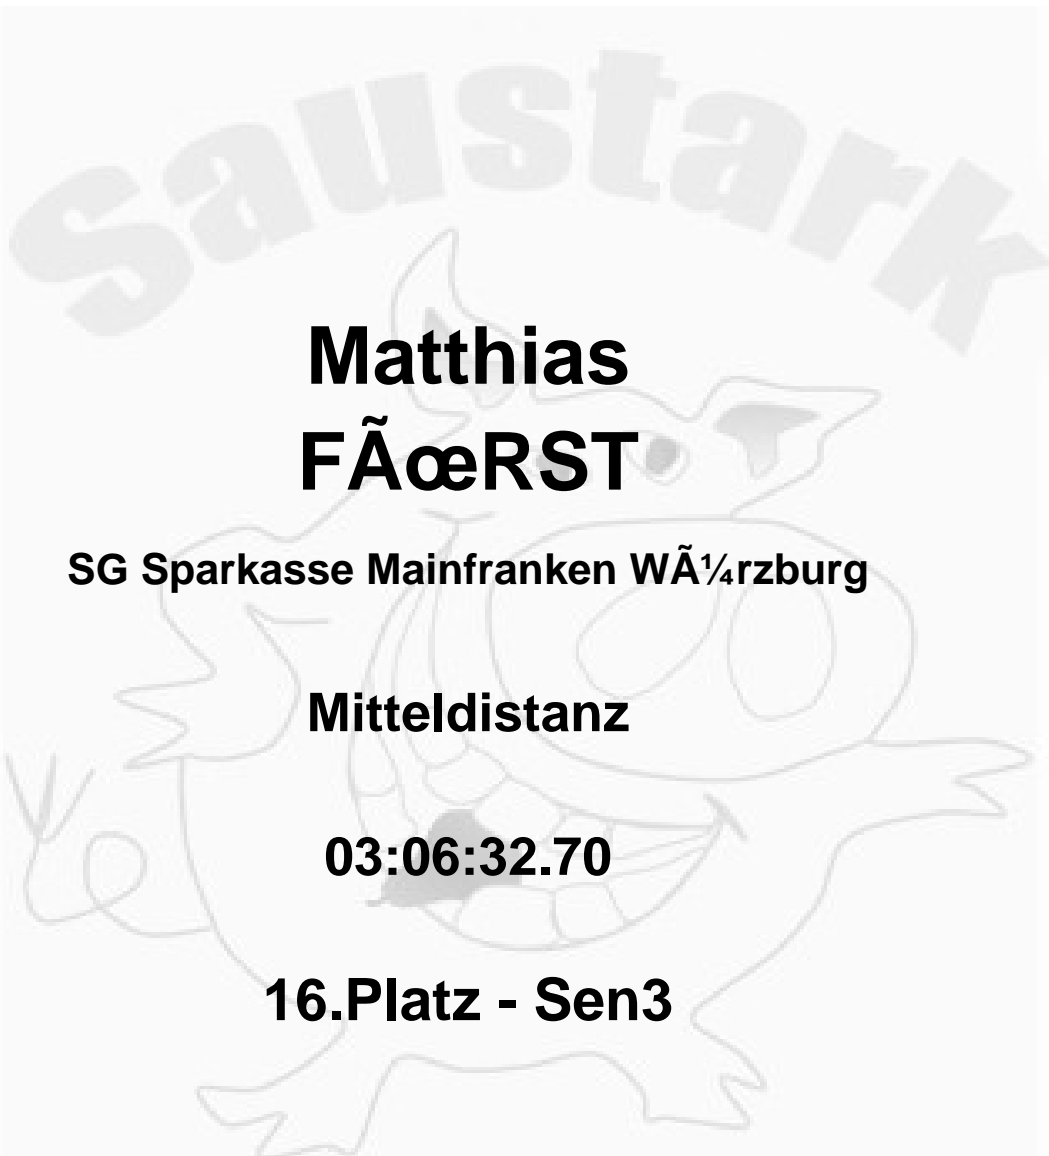 Saustark
Matthias
FÃœRST
SG Sparkasse Mainfranken WÃ¼rzburg
Mitteldistanz
03:06:32.70
16.Platz - Sen3